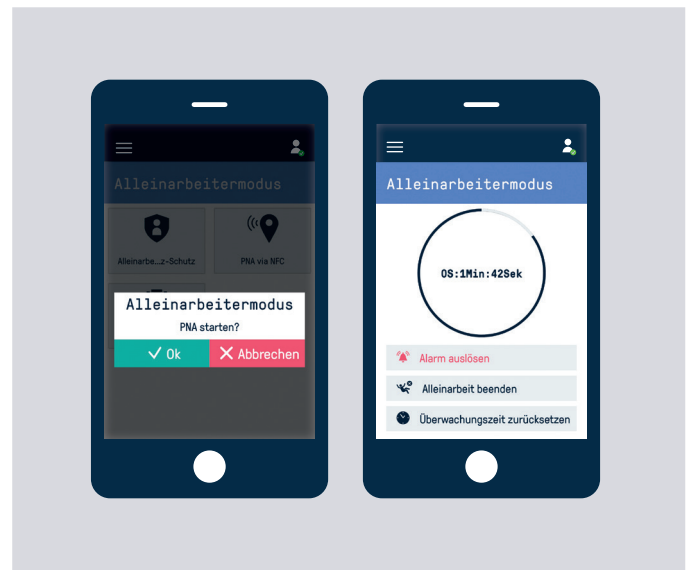 Alleinarbeitermodus
Alleinarbe...z-Schutz
PNA via NFC
Alleinarbeitermodus
PNA starten?
Ok
Abbrechen
Alleinarbeitermodus
0S:1Min:42Sek
Alarm auslösen
Alleinarbeit beenden
Überwachungszeit zurücksetzen